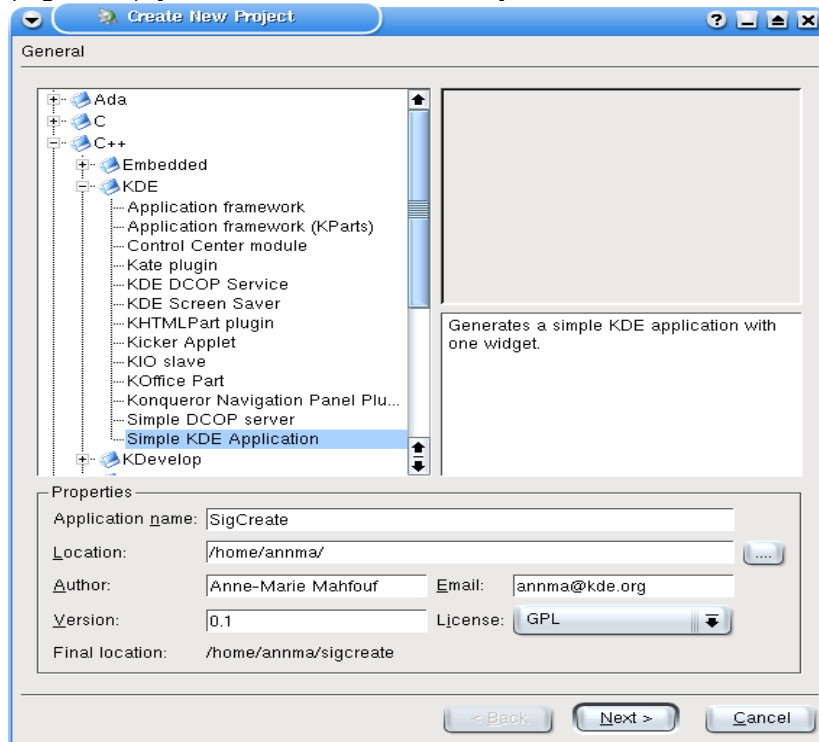 Create New Project
General
Ada
C
C++
Embedded
KDE
Application framework
Application framework (KParts)
Control Center module
Kate plugin
KDE DCOP Service
KDE Screen Saver
KHTMLPart plugin
Kicker Applet
KIO slave
KOffice Part
Konqueror Navigation Panel Plu...
Simple DCOP server
Simple KDE Application
KDevelop
Generates a simple KDE application with
one widget.
Properties
Application name: SigCreate
Location: /home/annma/ ....
Author: Anne-Marie Mahfouf Email: annma@kde.org
Version: 0.1 License: GPL
Final location: /home/annma/sigcreate
< Back Next > Cancel